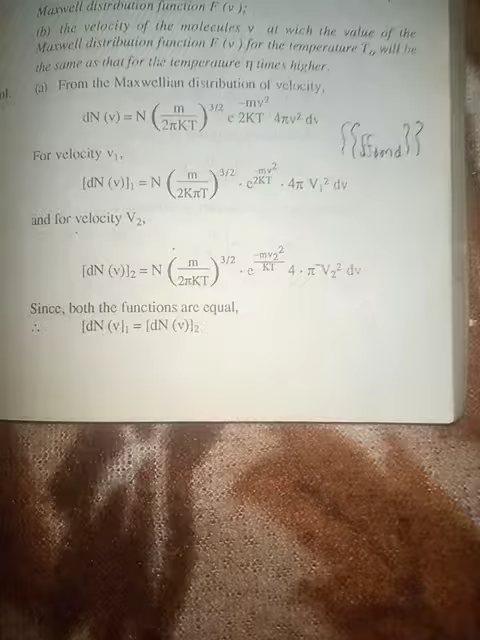 Maxwell distribution function F (v);
(b) the velocity of the molecules v at wich the value of the
Maxwell distribution function F (v) for the temperature T₀ will be
the same as that for the temperature η times higher.
ol. (a) From the Maxwellian distribution of velocity,
dN (v) = N (m/2πKT)^3/2 e^(-mv²/2KT) 4πv² dv
For velocity v₁,
[dN (v)]₁ = N (m/2KπT)^3/2 . e^(-mv²/2KT) . 4π V₁² dv
and for velocity V₂,
[dN (v)]₂ = N (m/2πKT)^3/2 . e^(-mv₂²/KT) 4 . π V₂² dv
Since, both the functions are equal,
∴ [dN (v]₁ = [dN (v)]₂